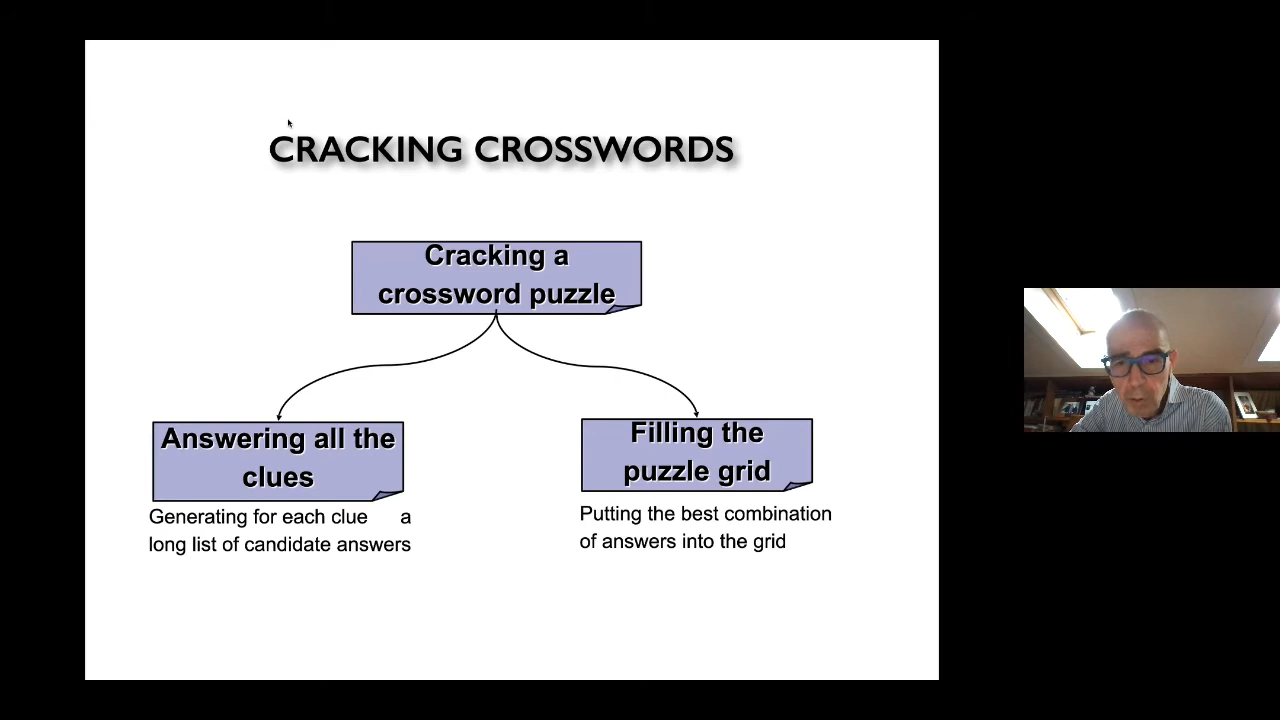 CRACKING CROSSWORDS
Cracking a
crossword puzzle
Answering all the
clues
Generating for each clue a
long list of candidate answers
Filling the
puzzle grid
Putting the best combination
of answers into the grid